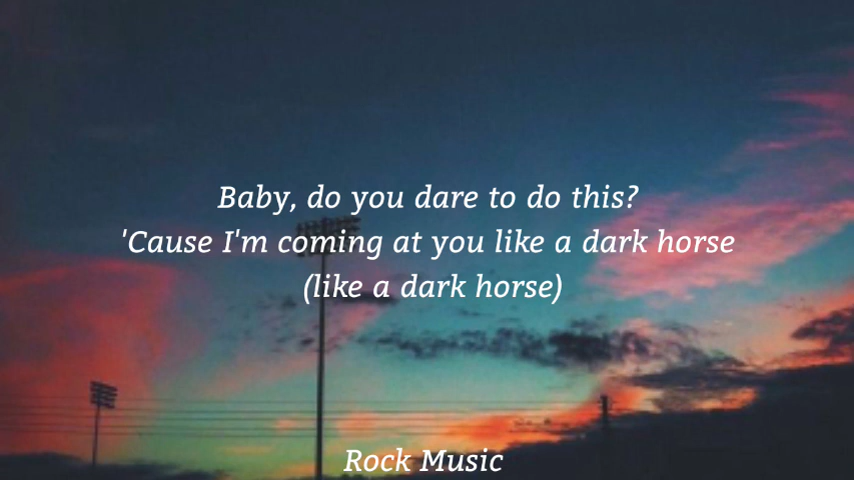 Baby, do you dare to do this?
'Cause I'm coming at you like a dark horse
(like a dark horse)
Rock Music